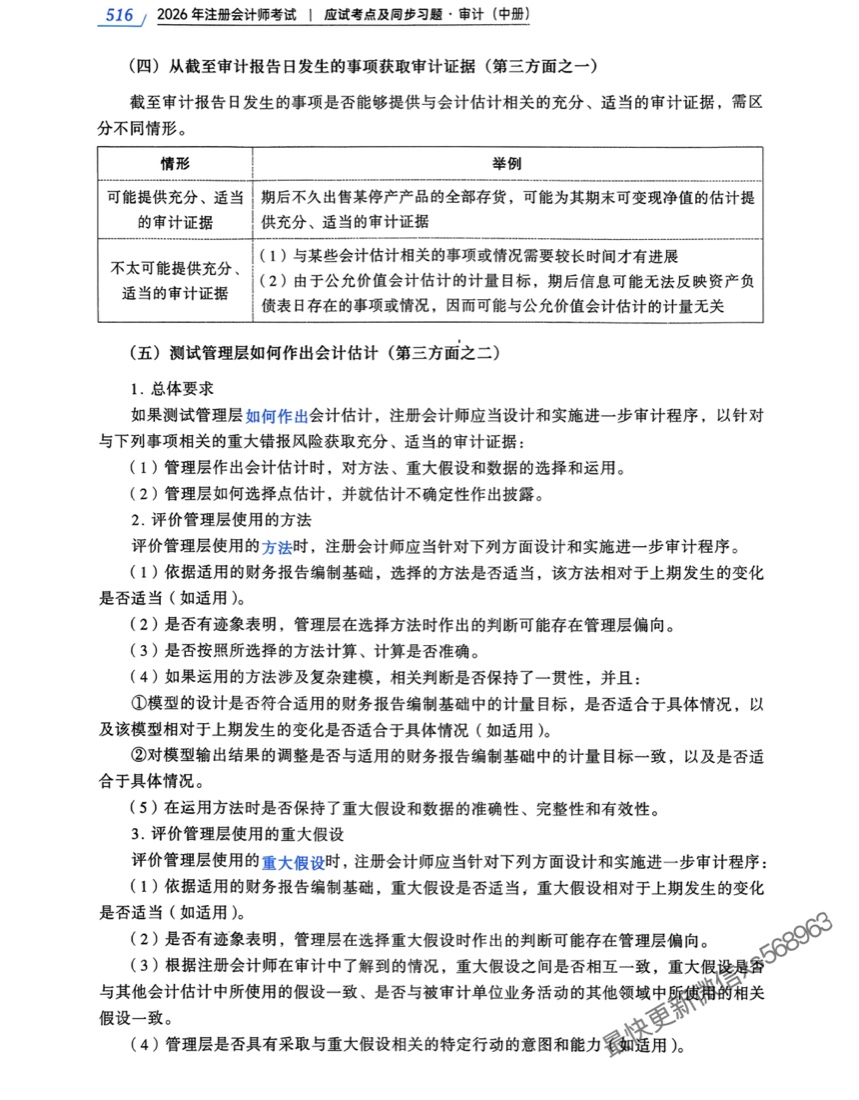 516 2026年注册会计师考试 | 应试考点及同步习题·审计（中册）
（四）从截至审计报告日发生的事项获取审计证据（第三方面之一）
截至审计报告日发生的事项是否能够提供与会计估计相关的充分、适当的审计证据，需区
分不同情形。
情形 举例
可能提供充分、适当 期后不久出售某停产产品的全部存货，可能为其期末可变现净值的估计提
的审计证据 供充分、适当的审计证据
（1）与某些会计估计相关的事项或情况需要较长时间才有进展
不太可能提供充分、 （2）由于公允价值会计估计的计量目标，期后信息可能无法反映资产负
适当的审计证据 债表日存在的事项或情况，因而可能与公允价值会计估计的计量无关
（五）测试管理层如何作出会计估计（第三方面之二）
1. 总体要求
如果测试管理层如何作出会计估计，注册会计师应当设计和实施进一步审计程序，以针对
与下列事项相关的重大错报风险获取充分、适当的审计证据：
（1）管理层作出会计估计时，对方法、重大假设和数据的选择和运用。
（2）管理层如何选择点估计，并就估计不确定性作出披露。
2. 评价管理层使用的方法
评价管理层使用的方法时，注册会计师应当针对下列方面设计和实施进一步审计程序。
（1）依据适用的财务报告编制基础，选择的方法是否适当，该方法相对于上期发生的变化
是否适当（如适用）。
（2）是否有迹象表明，管理层在选择方法时作出的判断可能存在管理层偏向。
（3）是否按照所选择的方法计算、计算是否准确。
（4）如果运用的方法涉及复杂建模，相关判断是否保持了一贯性，并且：
①模型的设计是否符合适用的财务报告编制基础中的计量目标，是否适合于具体情况，以
及该模型相对于上期发生的变化是否适合于具体情况（如适用）。
②对模型输出结果的调整是否与适用的财务报告编制基础中的计量目标一致，以及是否适
合于具体情况。
（5）在运用方法时是否保持了重大假设和数据的准确性、完整性和有效性。
3. 评价管理层使用的重大假设
评价管理层使用的重大假设时，注册会计师应当针对下列方面设计和实施进一步审计程序：
（1）依据适用的财务报告编制基础，重大假设是否适当，重大假设相对于上期发生的变化
是否适当（如适用）。
（2）是否有迹象表明，管理层在选择重大假设时作出的判断可能存在管理层偏向。
（3）根据注册会计师在审计中了解到的情况，重大假设之间是否相互一致，重大假设是否
与其他会计估计中所使用的假设一致、是否与被审计单位业务活动的其他领域中所使用的相关
假设一致。
（4）管理层是否具有采取与重大假设相关的特定行动的意图和能力（如适用）。